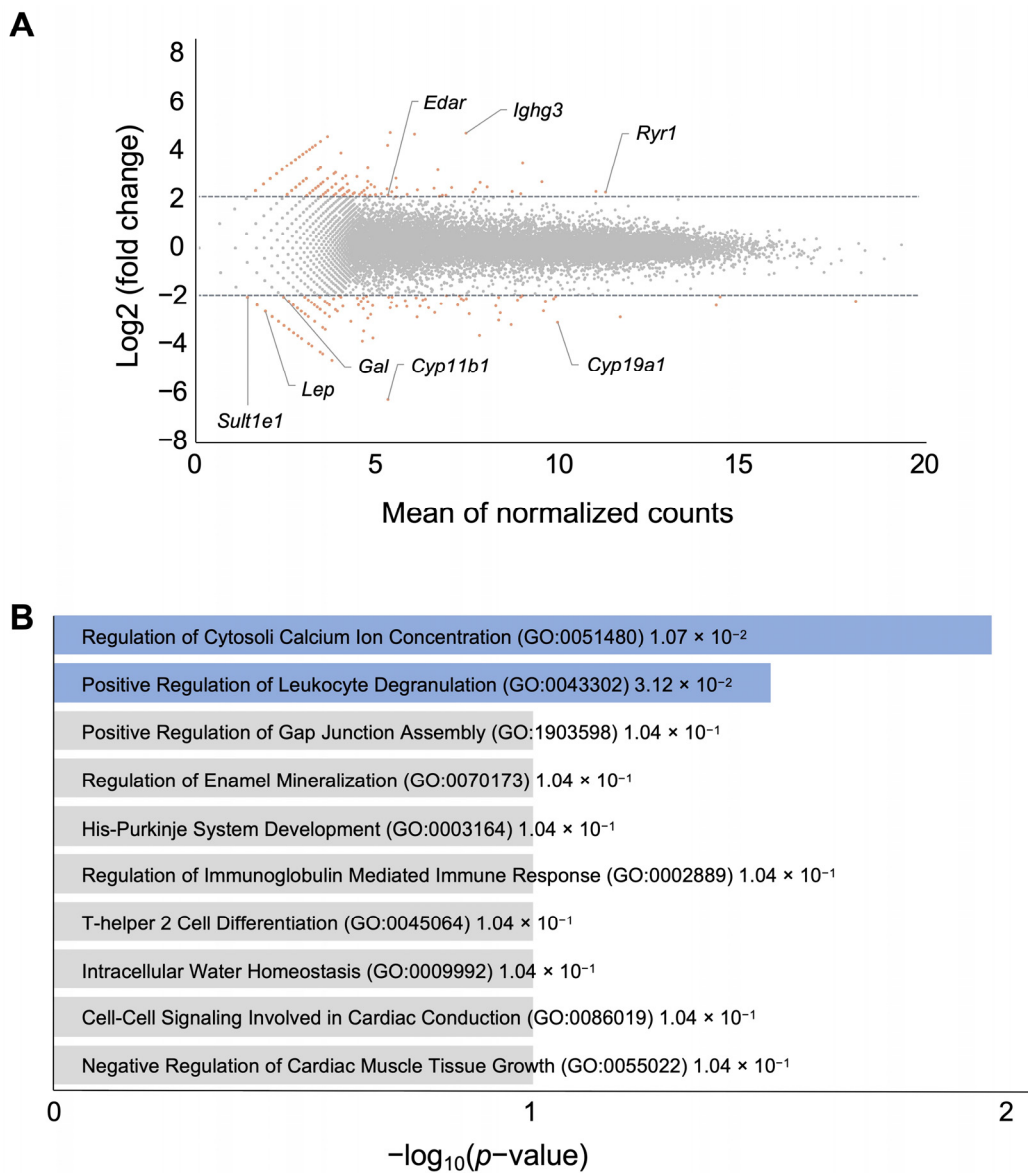 A
8
6
4
2
0
−2
−4
−6
−8
Log2 (fold change)
Edar
Ighg3
Ryr1
Gal
Cyp11b1
Cyp19a1
Lep
Sult1e1
0 5 10 15 20
Mean of normalized counts
B
Regulation of Cytosoli Calcium Ion Concentration (GO:0051480) 1.07 × 10⁻²
Positive Regulation of Leukocyte Degranulation (GO:0043302) 3.12 × 10⁻²
Positive Regulation of Gap Junction Assembly (GO:1903598) 1.04 × 10⁻¹
Regulation of Enamel Mineralization (GO:0070173) 1.04 × 10⁻¹
His-Purkinje System Development (GO:0003164) 1.04 × 10⁻¹
Regulation of Immunoglobulin Mediated Immune Response (GO:0002889) 1.04 × 10⁻¹
T-helper 2 Cell Differentiation (GO:0045064) 1.04 × 10⁻¹
Intracellular Water Homeostasis (GO:0009992) 1.04 × 10⁻¹
Cell-Cell Signaling Involved in Cardiac Conduction (GO:0086019) 1.04 × 10⁻¹
Negative Regulation of Cardiac Muscle Tissue Growth (GO:0055022) 1.04 × 10⁻¹
0 1 2
−log₁₀(p−value)